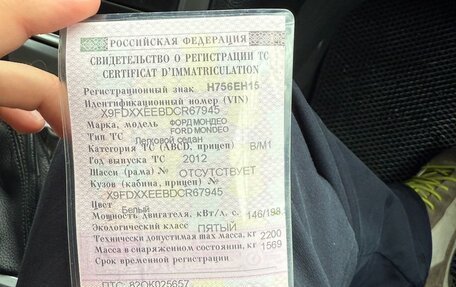 РОССИЙСКАЯ ФЕДЕРАЦИЯ
СВИДЕТЕЛЬСТВО О РЕГИСТРАЦИИ ТС
CERTIFICAT D'IMMATRICULATION
Регистрационный знак Н756ЕН15
Идентификационный номер (VIN)
X9FDXXEEBDCR67945
Марка, модель ФОРД МОНДЕО
FORD MONDEO
Тип ТС Легковой седан
Категория ТС (ABCD, прицеп) B/M1
Год выпуска ТС 2012
Шасси (рама) № ОТСУТСТВУЕТ
Кузов (кабина, прицеп) №
X9FDXXEEBDCR67945
Цвет Белый
Мощность двигателя, кВт/л. с. 146/198
Экологический класс ПЯТЫЙ
Технически допустимая max масса, кг 2200
Масса в снаряженном состоянии, кг 1569
Срок временной регистрации
ПТС: 82ОК025657